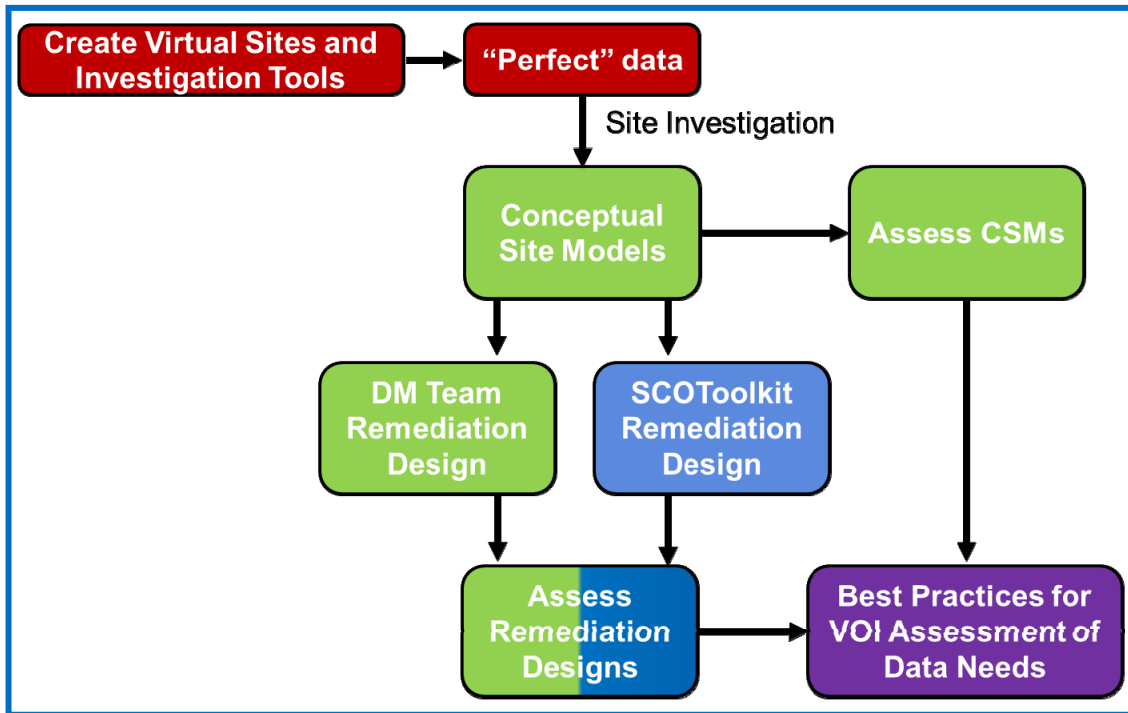 Create Virtual Sites and
Investigation Tools
“Perfect” data
Site Investigation
Conceptual
Site Models
Assess CSMs
DM Team
Remediation
Design
SCOToolkit
Remediation
Design
Assess
Remediation
Designs
Best Practices for
VOI Assessment of
Data Needs